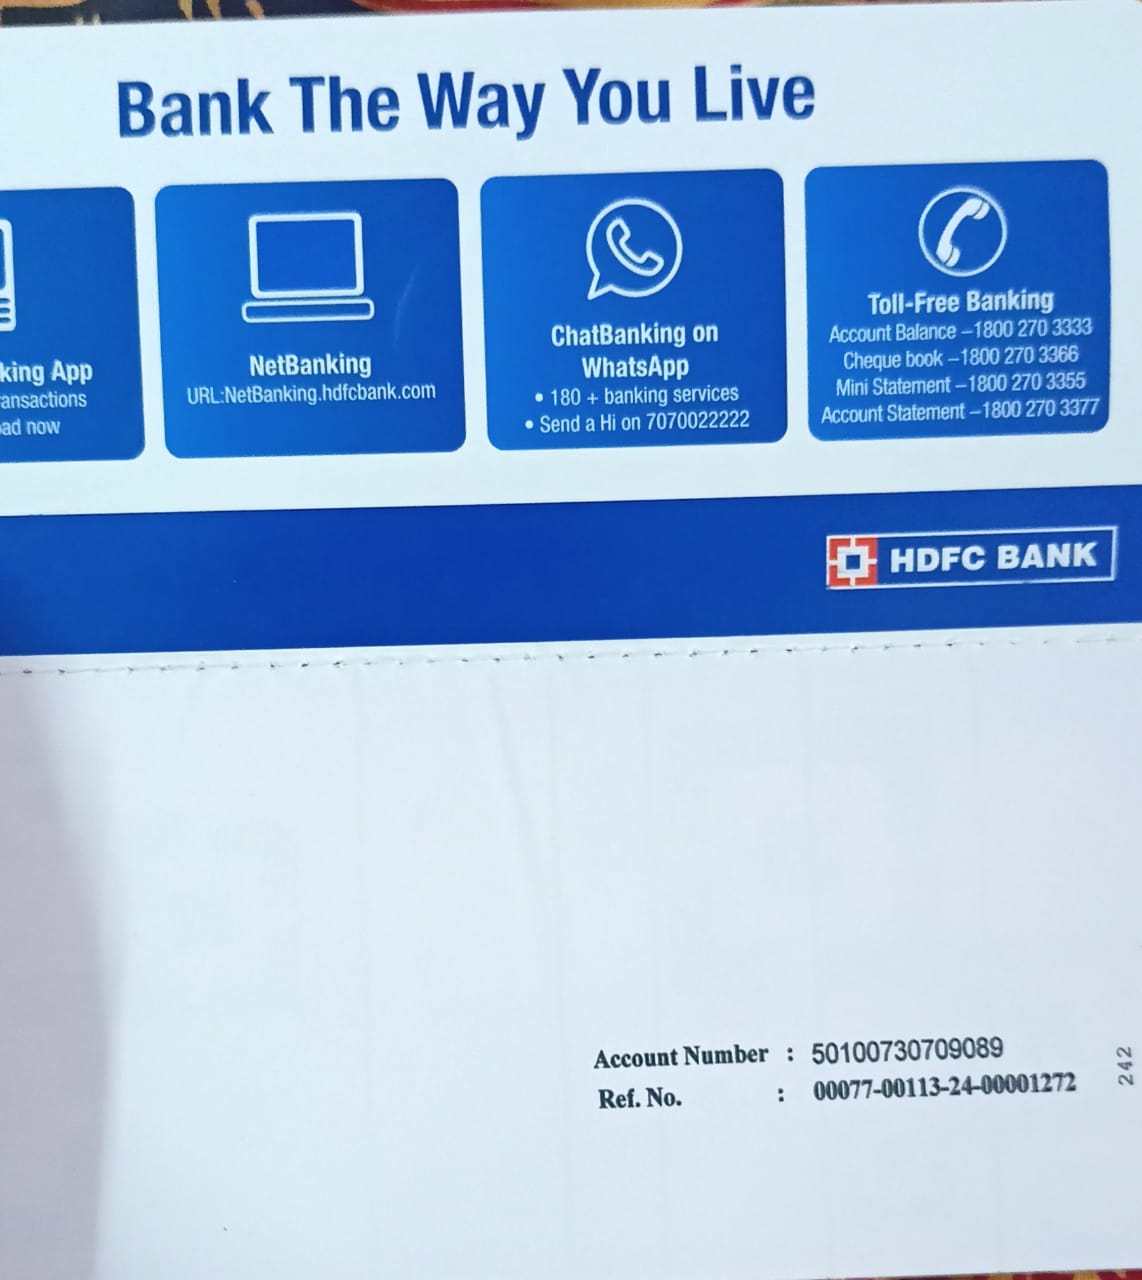 Bank The Way You Live
king App
ansactions
ad now
NetBanking
URL:NetBanking.hdfcbank.com
ChatBanking on
WhatsApp
• 180 + banking services
• Send a Hi on 7070022222
Toll-Free Banking
Account Balance –1800 270 3333
Cheque book –1800 270 3366
Mini Statement –1800 270 3355
Account Statement –1800 270 3377
HDFC BANK
Account Number : 50100730709089
Ref. No. : 00077-00113-24-00001272
242